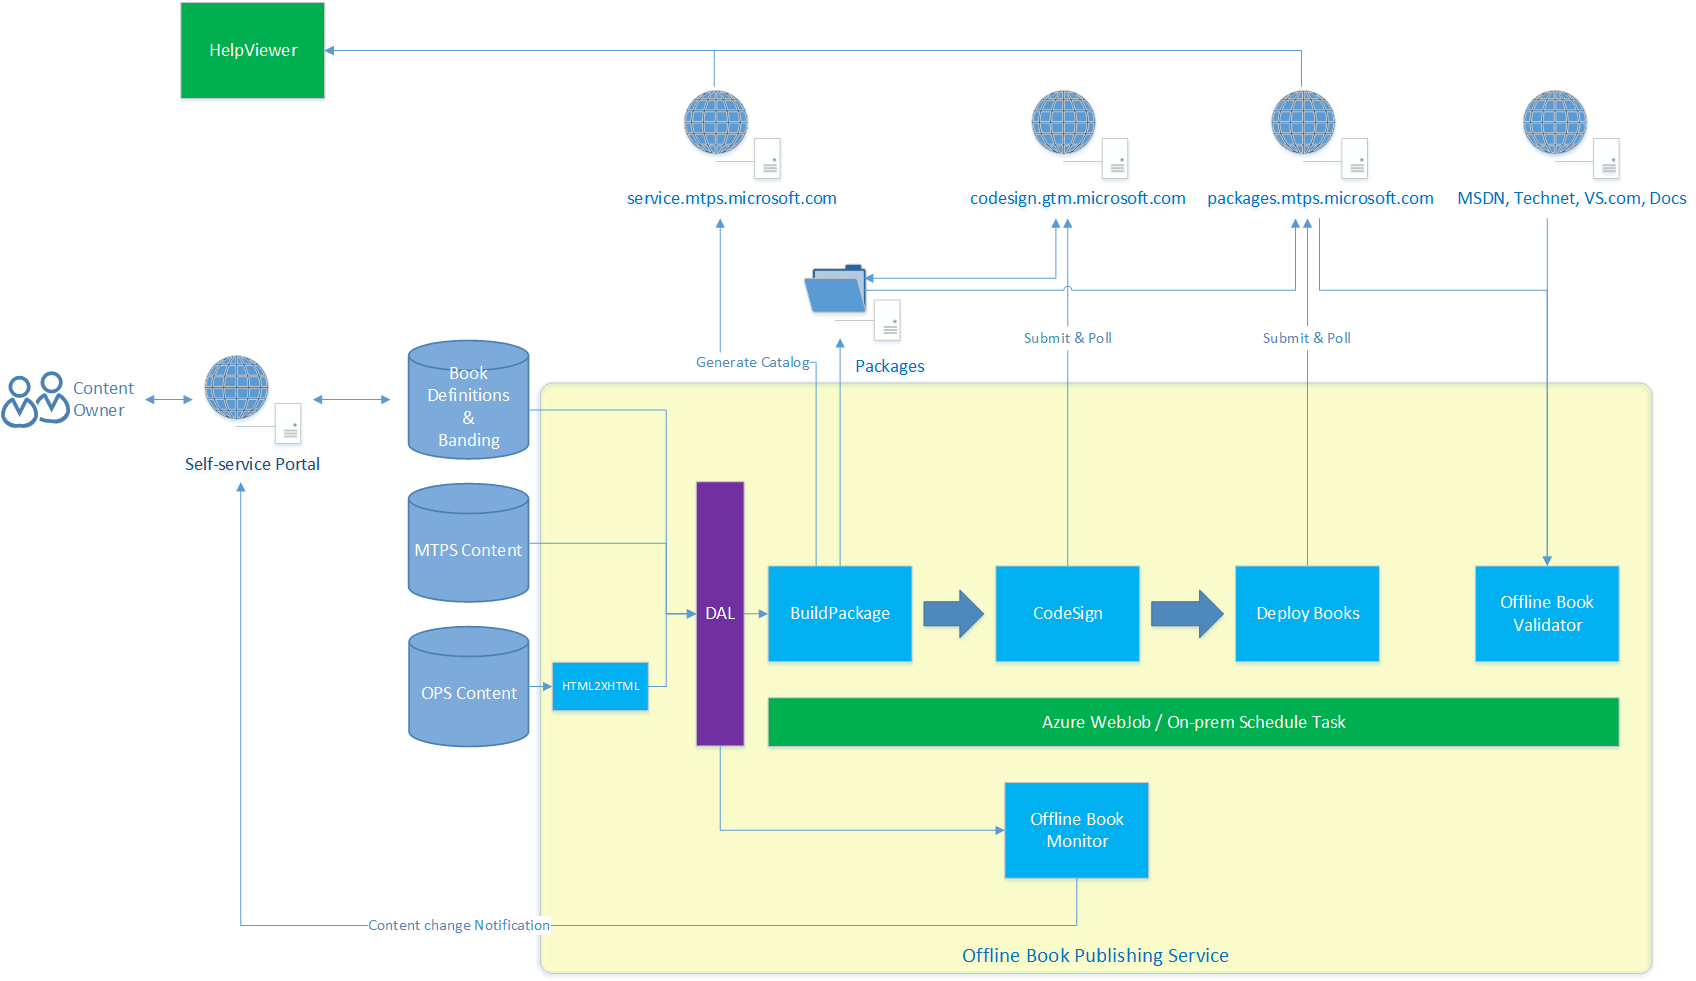 HelpViewer
service.mtps.microsoft.com
codesign.gtm.microsoft.com
packages.mtps.microsoft.com
MSDN, Technet, VS.com, Docs
Submit & Poll
Submit & Poll
Generate Catalog
Packages
Content
Owner
Self-service Portal
Book
Definitions
&
Banding
MTPS Content
OPS Content
HTML2XHTML
DAL
BuildPackage
CodeSign
Deploy Books
Offline Book
Validator
Azure WebJob / On-prem Schedule Task
Offline Book
Monitor
Content change Notification
Offline Book Publishing Service